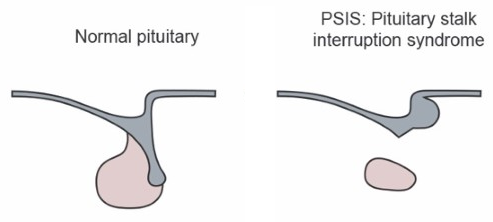 Normal pituitary
PSIS: Pituitary stalk
interruption syndrome